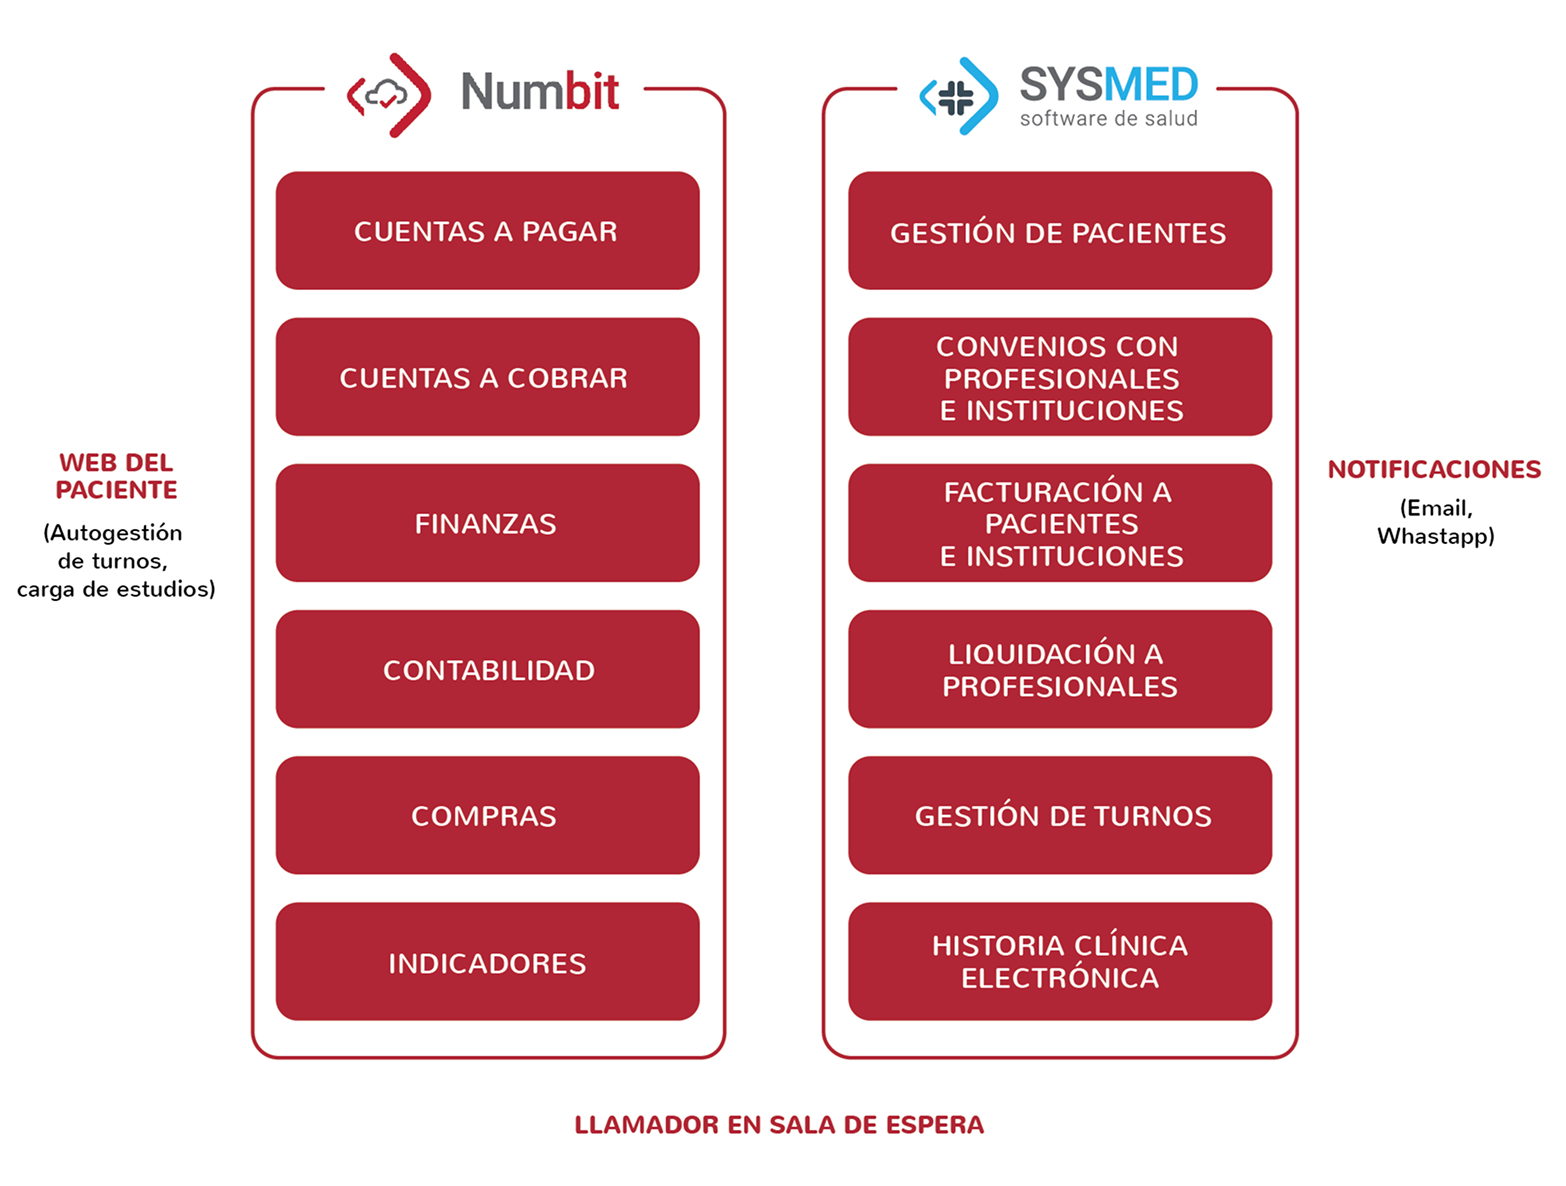 Numbit
CUENTAS A PAGAR
CUENTAS A COBRAR
FINANZAS
CONTABILIDAD
COMPRAS
INDICADORES
SYSMED
software de salud
GESTIÓN DE PACIENTES
CONVENIOS CON
PROFESIONALES
E INSTITUCIONES
FACTURACIÓN A
PACIENTES
E INSTITUCIONES
LIQUIDACIÓN A
PROFESIONALES
GESTIÓN DE TURNOS
HISTORIA CLÍNICA
ELECTRÓNICA
WEB DEL
PACIENTE
(Autogestión
de turnos,
carga de estudios)
NOTIFICACIONES
(Email,
Whastapp)
LLAMADOR EN SALA DE ESPERA